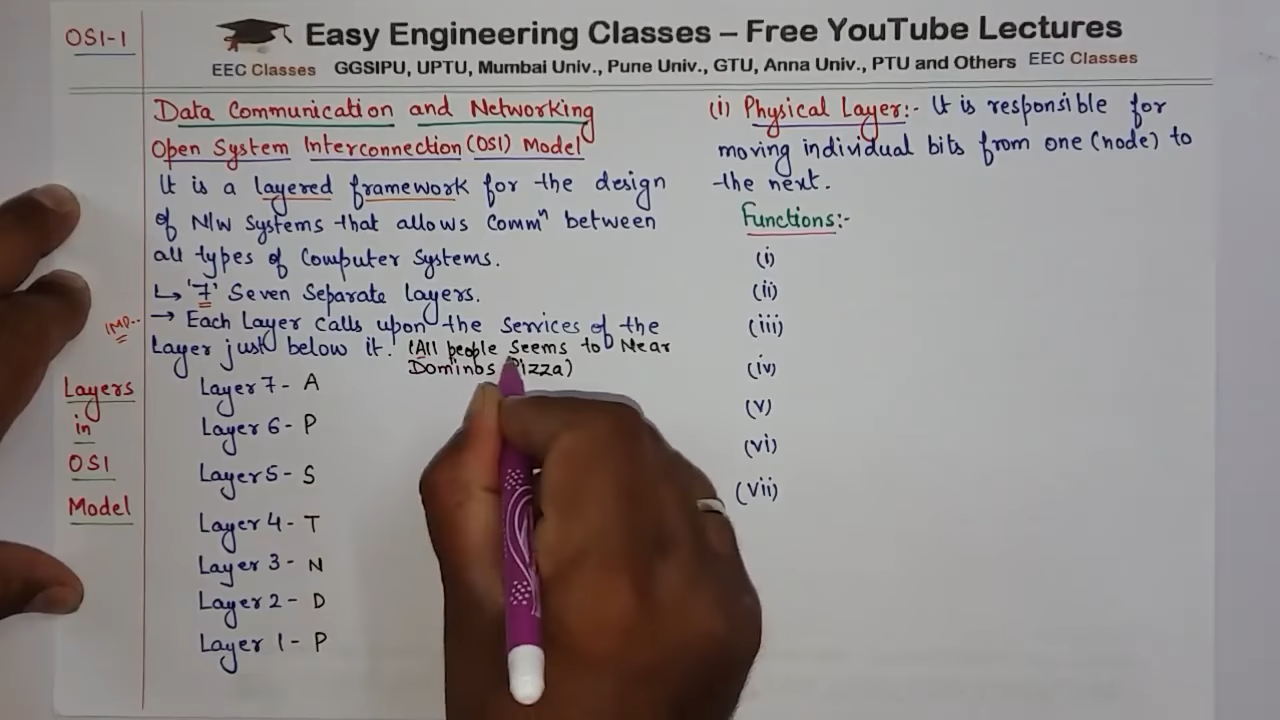 OSI-1
Easy Engineering Classes – Free YouTube Lectures
EEC Classes GGSIPU, UPTU, Mumbai Univ., Pune Univ., GTU, Anna Univ., PTU and Others EEC Classes
Data Communication and Networking
Open System Interconnection (OSI) Model
It is a layered framework for the design
of N/W Systems that allows Commⁿ between
all types of Computer Systems.
↳ '7' Seven Separate Layers.
IMP..
→ Each Layer Calls upon the Services of the
Layer just below it. (All people Seems to Near
Dominos Pizza)
Layers
in
OSI
Model
Layer 7 - A
Layer 6 - P
Layer 5 - S
Layer 4 - T
Layer 3 - N
Layer 2 - D
Layer 1 - P
(i) Physical Layer:- It is responsible for
moving individual bits from one (node) to
the next.
Functions:-
(i)
(ii)
(iii)
(iv)
(v)
(vi)
(vii)